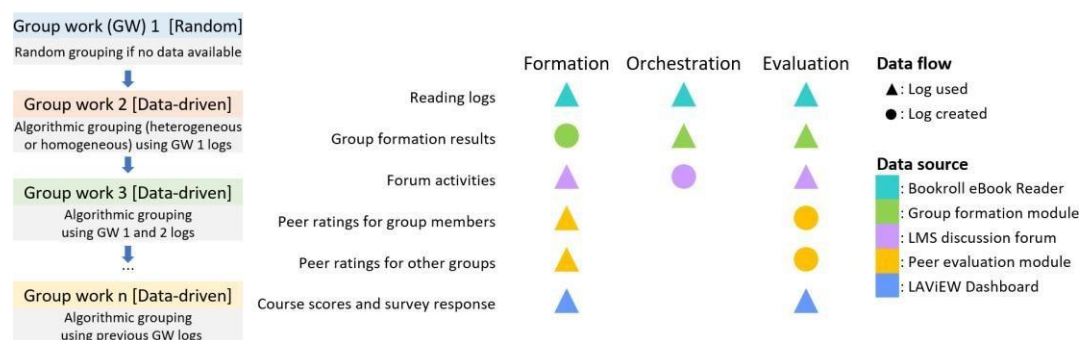 Group work (GW) 1 [Random]
Random grouping if no data available
Group work 2 [Data-driven]
Algorithmic grouping (heterogeneous
or homogeneous) using GW 1 logs
Group work 3 [Data-driven]
Algorithmic grouping
using GW 1 and 2 logs
...
Group work n [Data-driven]
Algorithmic grouping
using previous GW logs
Formation Orchestration Evaluation
Reading logs
Group formation results
Forum activities
Peer ratings for group members
Peer ratings for other groups
Course scores and survey response
Data flow
: Log used
: Log created
Data source
: Bookroll eBook Reader
: Group formation module
: LMS discussion forum
: Peer evaluation module
: LAViEW Dashboard